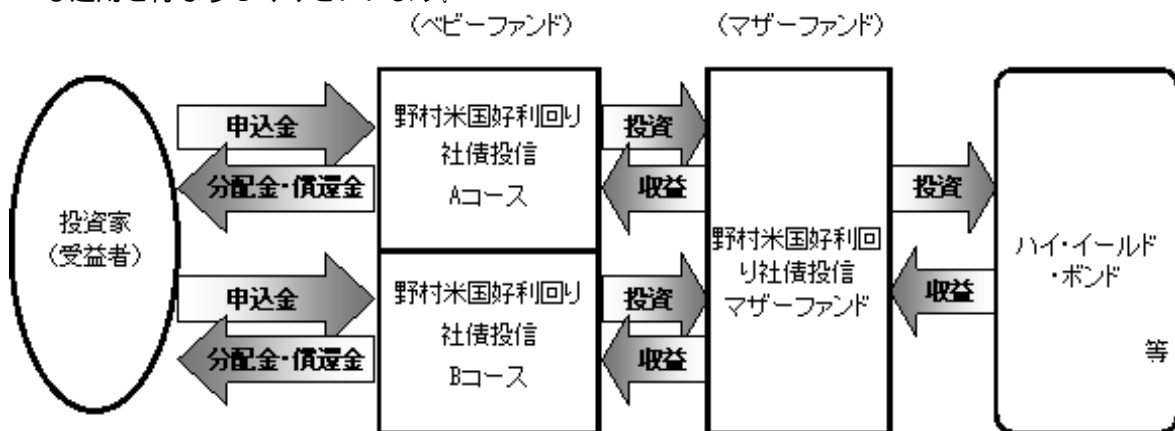 （ベビーファンド）
（マザーファンド）
投資家
（受益者）
申込金
分配金・償還金
申込金
分配金・償還金
野村米国好利回り
社債投信
Aコース
野村米国好利回り
社債投信
Bコース
投資
収益
投資
収益
野村米国好利回
り社債投信
マザーファンド
投資
収益
ハイ・イールド
・ボンド
等